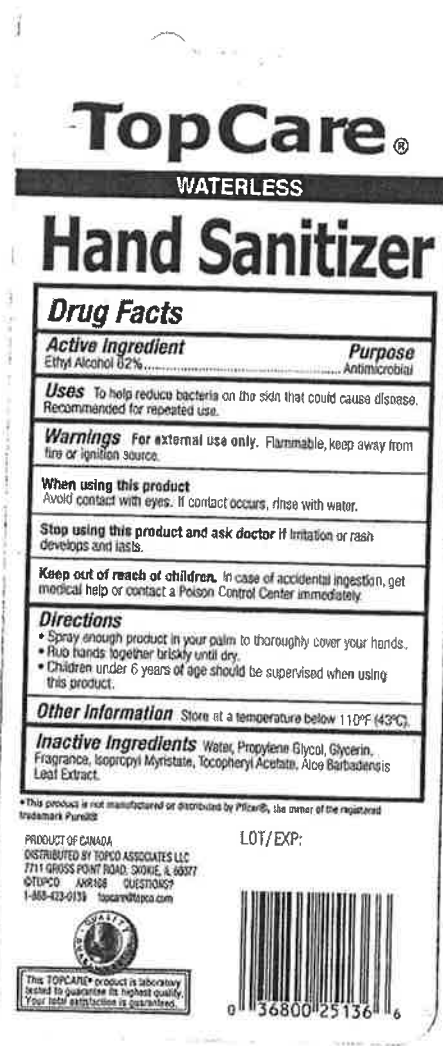 TopCare®
WATERLESS
Hand Sanitizer
Drug Facts
Active Ingredient Purpose
Ethyl Alcohol 62%.......................................Antimicrobial
Uses To help reduce bacteria on the skin that could cause disease.
Recommended for repeated use.
Warnings For external use only. Flammable, keep away from
fire or ignition source.
When using this product
Avoid contact with eyes. If contact occurs, rinse with water.
Stop using this product and ask doctor if irritation or rash
develops and lasts.
Keep out of reach of children. In case of accidental ingestion, get
medical help or contact a Poison Control Center immediately.
Directions
• Spray enough product in your palm to thoroughly cover your hands.
• Rub hands together briskly until dry.
• Children under 6 years of age should be supervised when using
this product.
Other Information Store at a temperature below 110°F (43°C).
Inactive Ingredients Water, Propylene Glycol, Glycerin,
Fragrance, Isopropyl Myristate, Tocopheryl Acetate, Aloe Barbadensis
Leaf Extract.
*This product is not manufactured or distributed by Pfizer®, the owner of the registered
trademark Purell®
PRODUCT OF CANADA
DISTRIBUTED BY TOPCO ASSOCIATES LLC
7711 GROSS POINT ROAD, SKOKIE, IL 60077
©TOPCO QUESTIONS?
1-888-423-0139 topcare@topco.com
LOT/EXP:
QUALITY
This TOPCARE® product is laboratory
tested to guarantee its highest quality.
Your total satisfaction is guaranteed.
0 36800 25136 6